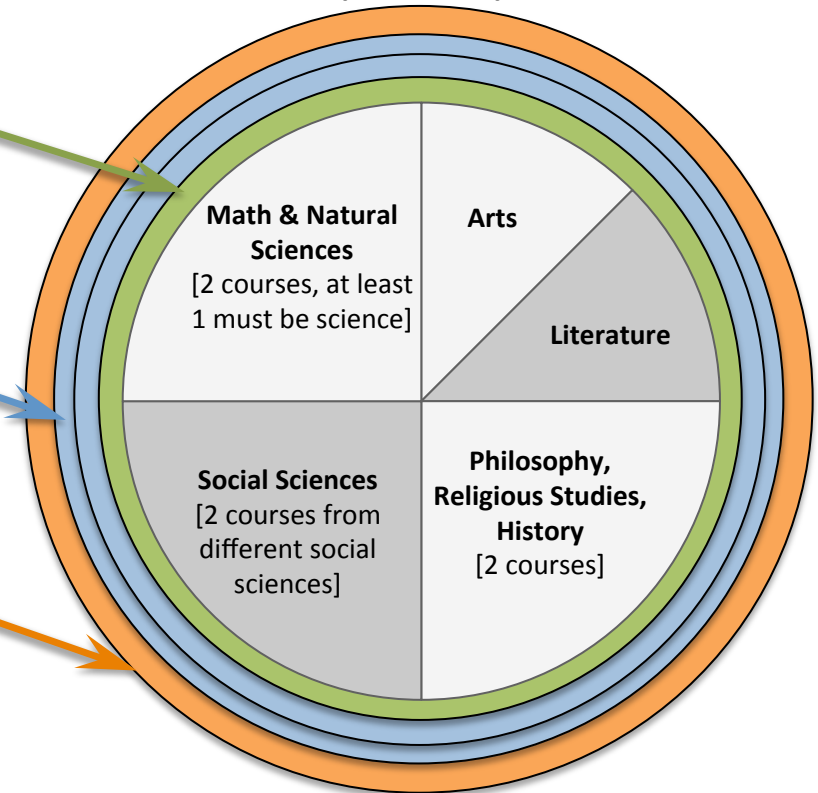 Math & Natural
Sciences
[2 courses, at least
1 must be science]
Arts
Literature
Social Sciences
[2 courses from
different social
sciences]
Philosophy,
Religious Studies,
History
[2 courses]